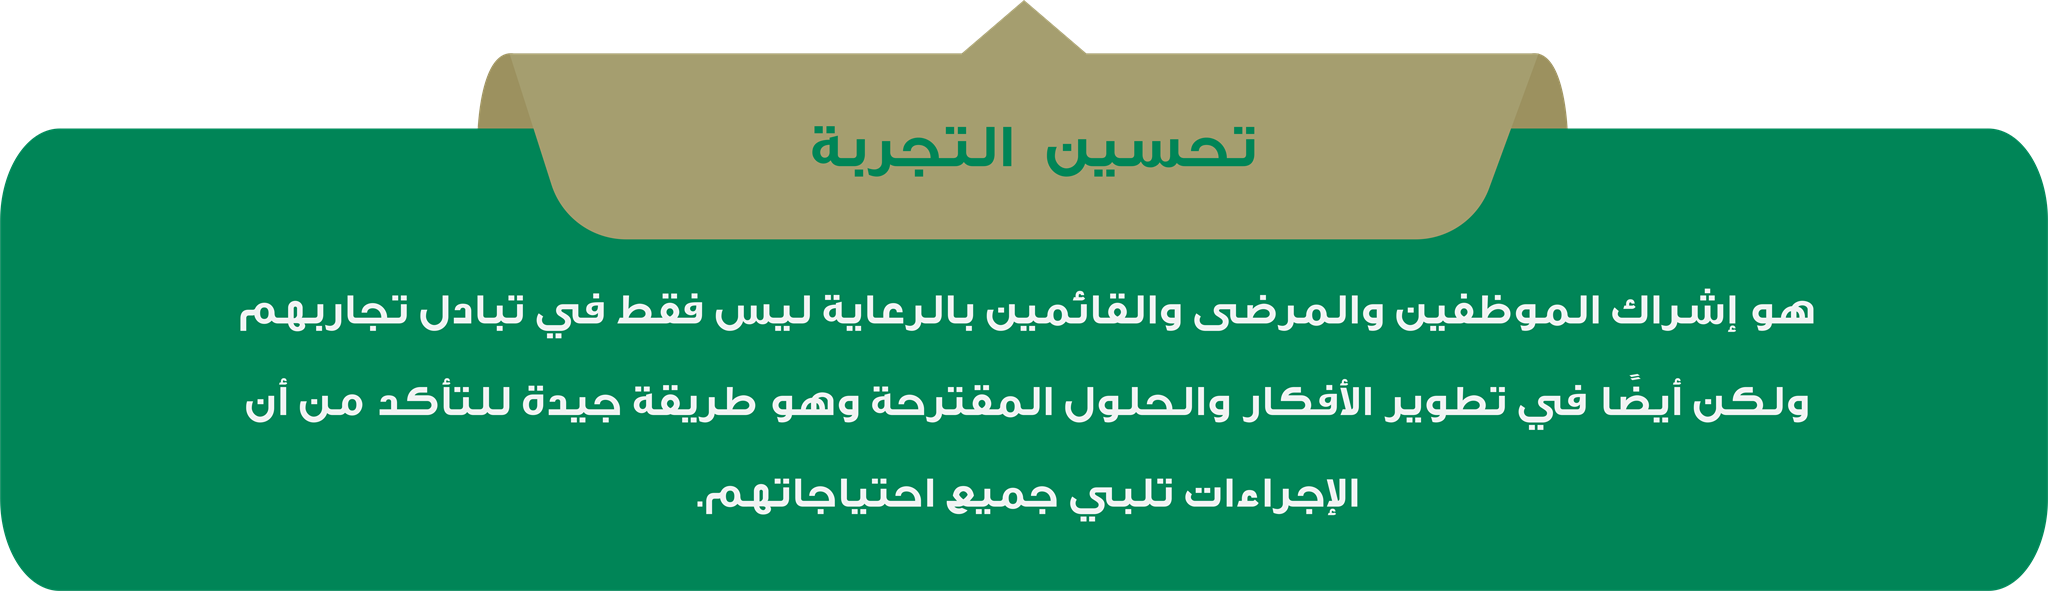 تحسين التجربة
هو إشراك الموظفين والمرضى والقائمين بالرعاية ليس فقط في تبادل تجاربهم
ولكن أيضًا في تطوير الأفكار والحلول المقترحة وهو طريقة جيدة للتأكد من أن
الإجراءات تلبي جميع احتياجاتهم.